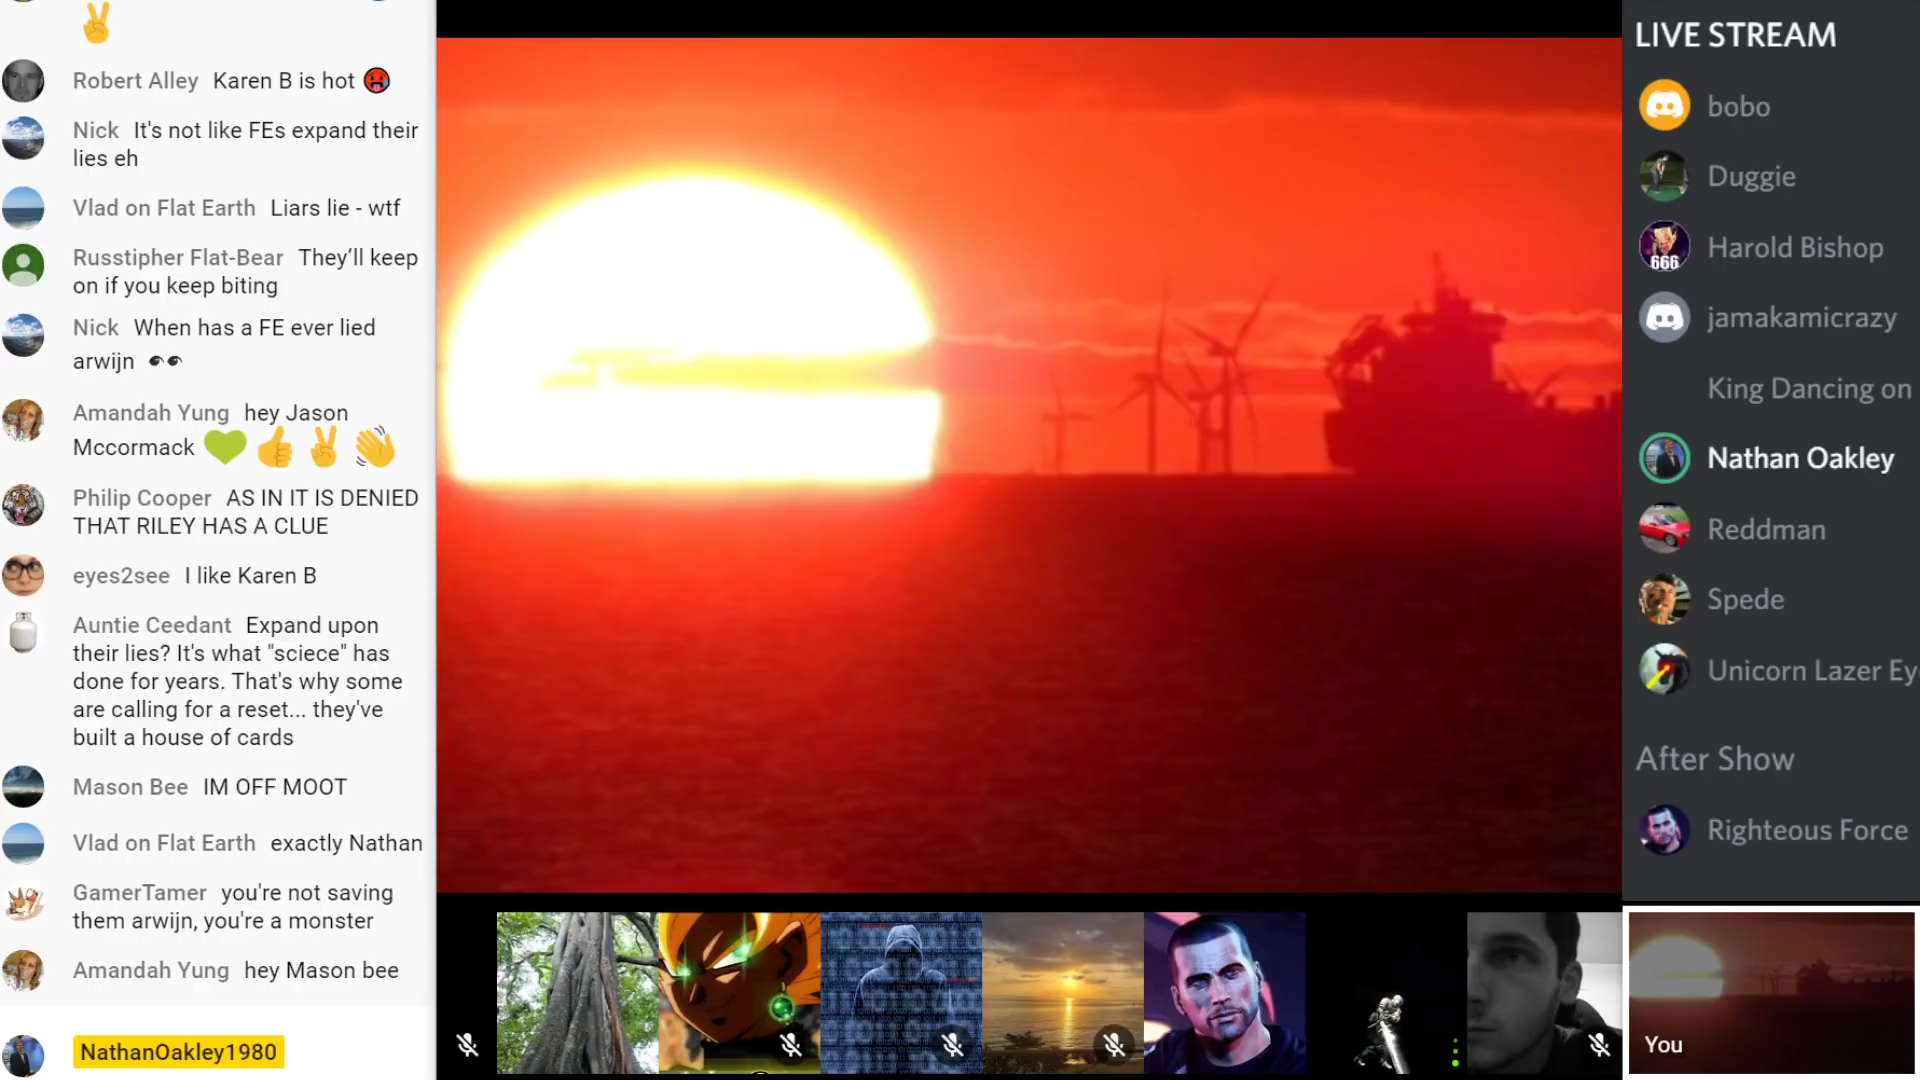 Robert Alley Karen B is hot
Nick It's not like FEs expand their
lies eh
Vlad on Flat Earth Liars lie - wtf
Russtipher Flat-Bear They’ll keep
on if you keep biting
Nick When has a FE ever lied
arwijn
Amandah Yung hey Jason
Mccormack
Philip Cooper AS IN IT IS DENIED
THAT RILEY HAS A CLUE
eyes2see I like Karen B
Auntie Ceedant Expand upon
their lies? It's what "sciece" has
done for years. That's why some
are calling for a reset... they've
built a house of cards
Mason Bee IM OFF MOOT
Vlad on Flat Earth exactly Nathan
GamerTamer you're not saving
them arwijn, you're a monster
Amandah Yung hey Mason bee
NathanOakley1980
LIVE STREAM
bobo
Duggie
666
Harold Bishop
jamakamicrazy
King Dancing on
Nathan Oakley
Reddman
Spede
Unicorn Lazer Ey
After Show
Righteous Force
You